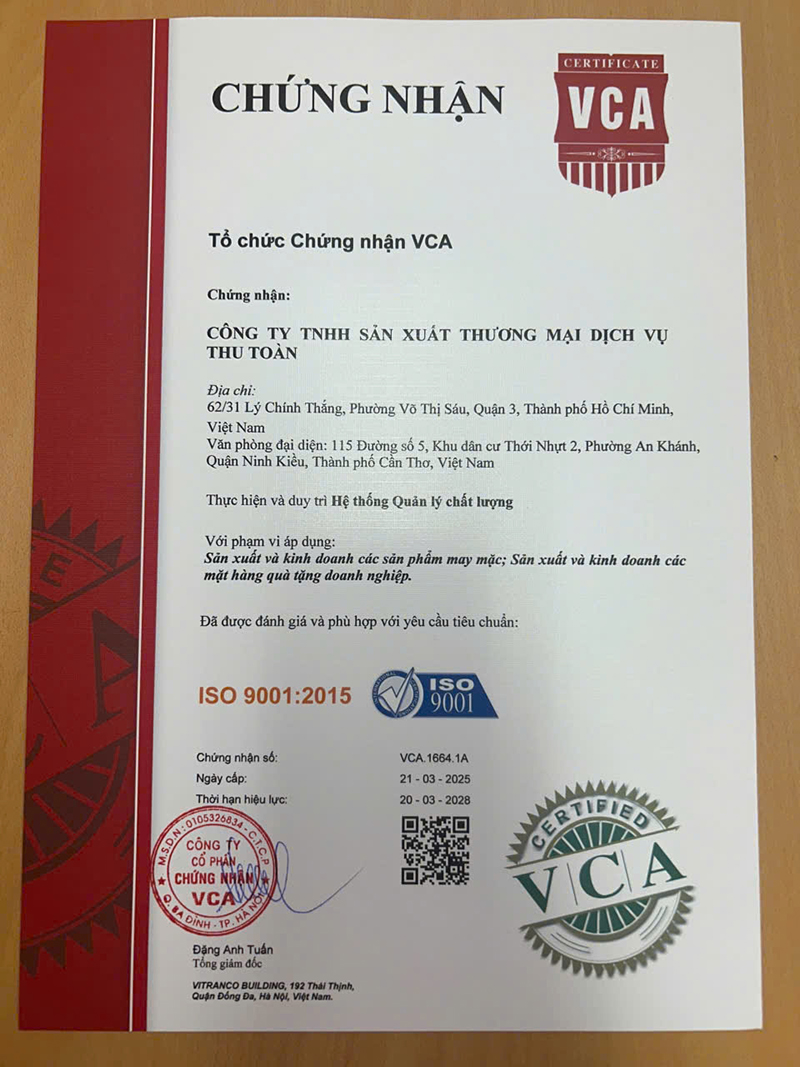 CERTIFICATE
VCA
CHỨNG NHẬN
Tổ chức Chứng nhận VCA
Chứng nhận:
CÔNG TY TNHH SẢN XUẤT THƯƠNG MẠI DỊCH VỤ
THU TOÀN
Địa chỉ:
62/31 Lý Chính Thắng, Phường Võ Thị Sáu, Quận 3, Thành phố Hồ Chí Minh,
Việt Nam
Văn phòng đại diện: 115 Đường số 5, Khu dân cư Thới Nhựt 2, Phường An Khánh,
Quận Ninh Kiều, Thành phố Cần Thơ, Việt Nam
Thực hiện và duy trì Hệ thống Quản lý chất lượng
Với phạm vi áp dụng:
Sản xuất và kinh doanh các sản phẩm may mặc; Sản xuất và kinh doanh các
mặt hàng quà tặng doanh nghiệp.
Đã được đánh giá và phù hợp với yêu cầu tiêu chuẩn:
ISO 9001:2015
ISO
9001
Chứng nhận số: VCA.1664.1A
Ngày cấp: 21 - 03 - 2025
Thời hạn hiệu lực: 20 - 03 - 2028
M.S.D.N: 0105326834 - C.T.C.P
CÔNG TY
CỔ PHẦN
CHỨNG NHẬN
VCA
Q. BA ĐÌNH - TP. HÀ NỘI
CERTIFIED
VCA
Đặng Anh Tuấn
Tổng giám đốc
VITRANCO BUILDING, 192 Thái Thịnh,
Quận Đống Đa, Hà Nội, Việt Nam.